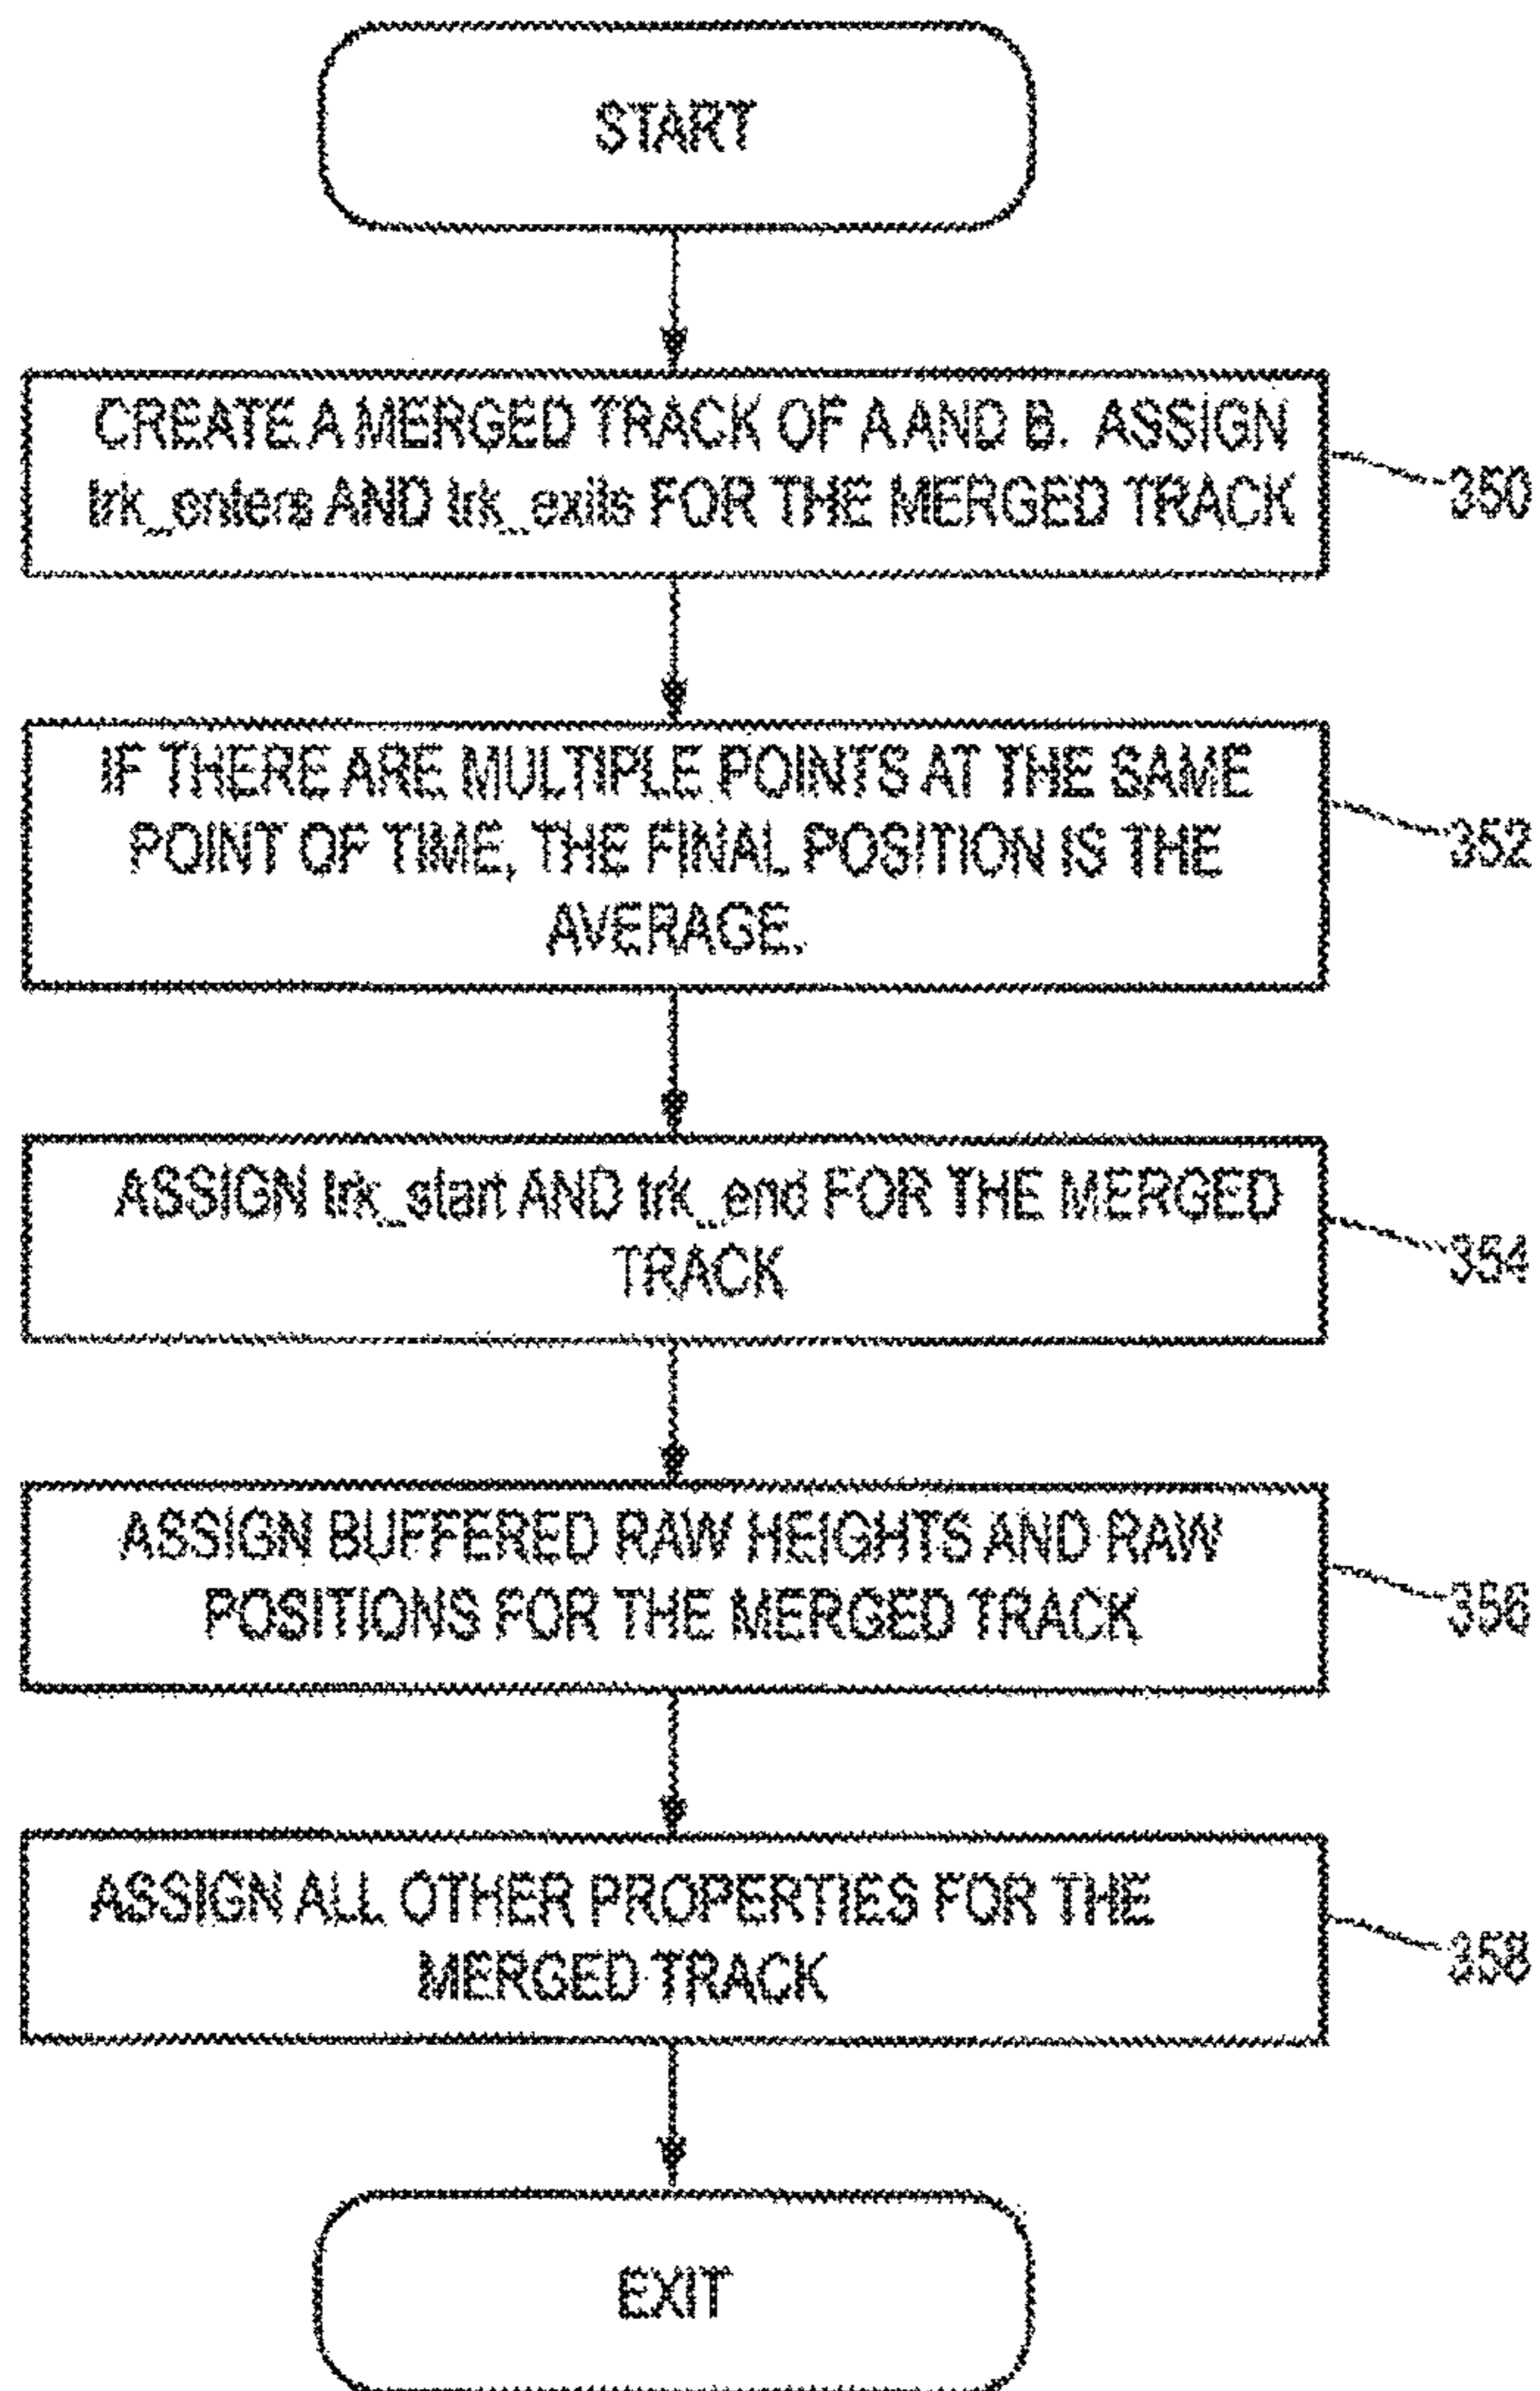 START
CREATE A MERGED TRACK OF A AND B. ASSIGN
trk_enters AND trk_exits FOR THE MERGED TRACK
350
IF THERE ARE MULTIPLE POINTS AT THE SAME
POINT OF TIME, THE FINAL POSITION IS THE
AVERAGE.
352
ASSIGN trk_start AND trk_end FOR THE MERGED
TRACK
354
ASSIGN BUFFERED RAW HEIGHTS AND RAW
POSITIONS FOR THE MERGED TRACK
356
ASSIGN ALL OTHER PROPERTIES FOR THE
MERGED TRACK
358
EXIT